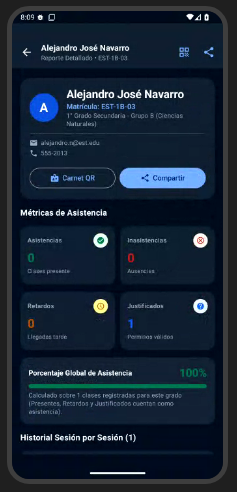 8:09
Alejandro José Navarro
Reporte Detallado • EST-1B-03
A
Alejandro José Navarro
Matrícula: EST-1B-03
1° Grado Secundaria - Grupo B (Ciencias
Naturales)
alejandro.n@est.edu
555-2013
Carnet QR
Compartir
Métricas de Asistencia
Asistencias
0
Clases presente
Inasistencias
0
Ausencias
Retardos
0
Llegadas tarde
Justificados
1
Permisos válidos
Porcentaje Global de Asistencia
100%
Calculado sobre 1 clases registradas para este grado
(Presentes, Retardos y Justificados cuentan como
asistencia).
Historial Sesión por Sesión (1)